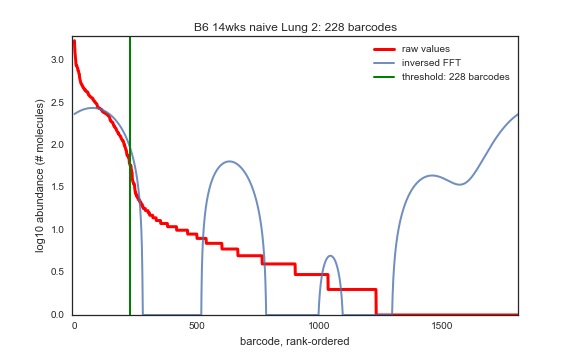 B6 14wks naive Lung 2: 228 barcodes
raw values
inversed FFT
threshold: 228 barcodes
log10 abundance (# molecules)
3.0
2.5
2.0
1.5
1.0
0.5
0.0
0 500 1000 1500
barcode, rank-ordered